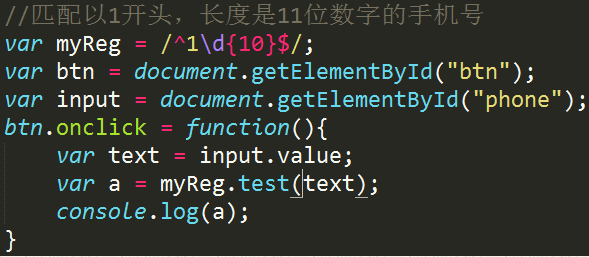 //匹配以1开头，长度是11位数字的手机号
var myReg = /^1\d{10}$/;
var btn = document.getElementById("btn");
var input = document.getElementById("phone");
btn.onclick = function(){
    var text = input.value;
    var a = myReg.test(text);
    console.log(a);
}